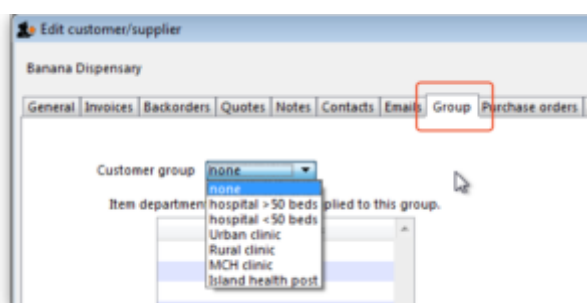 Edit customer/supplier
Banana Dispensary
General Invoices Backorders Quotes Notes Contacts Emails Group Purchase orders
Customer group none
none
Item department plied to this group.
hospital >50 beds
hospital <50 beds
Urban clinic
Rural clinic
MCH clinic
Island health post